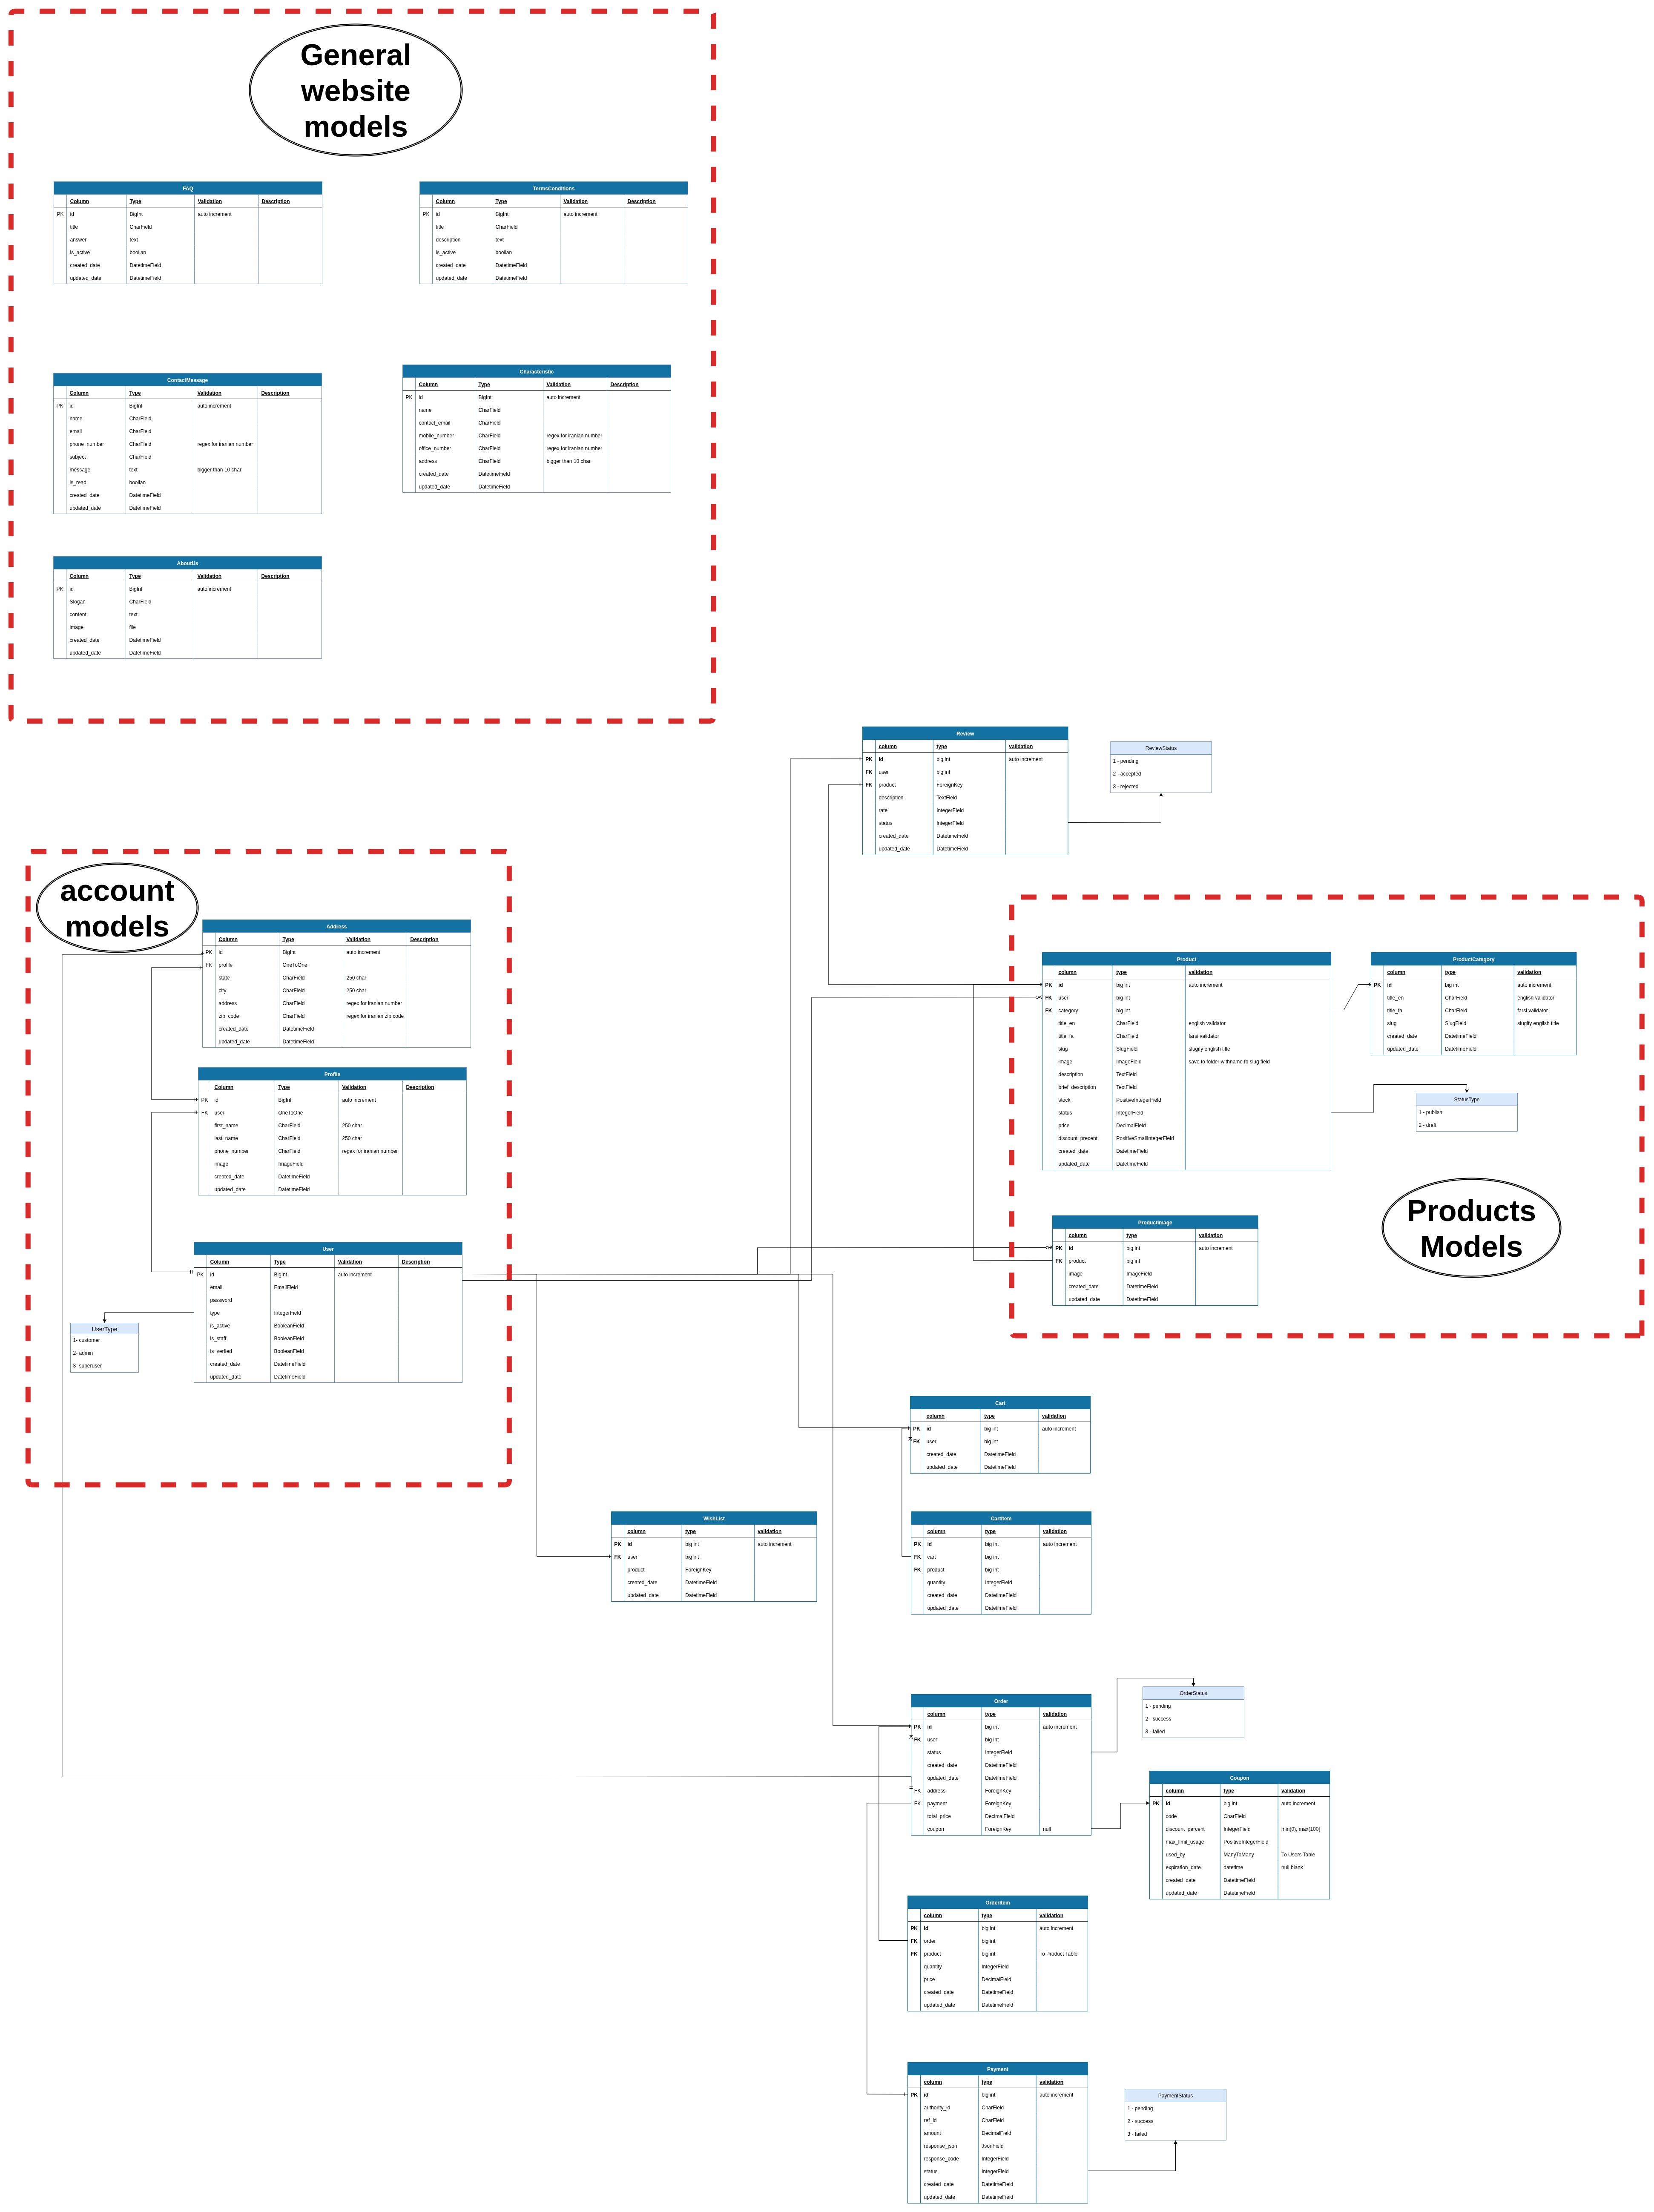 General
website
models
FAQ
Column Type Validation Description
PK id BigInt auto increment
title CharField
answer text
is_active boolian
created_date DatetimeField
updated_date DatetimeField
TermsConditions
Column Type Validation Description
PK id BigInt auto increment
title CharField
description text
is_active boolian
created_date DatetimeField
updated_date DatetimeField
ContactMessage
Column Type Validation Description
PK id BigInt auto increment
name CharField
email CharField
phone_number CharField regex for iranian number
subject CharField
message text bigger than 10 char
is_read boolian
created_date DatetimeField
updated_date DatetimeField
Characteristic
Column Type Validation Description
PK id BigInt auto increment
name CharField
contact_email CharField
mobile_number CharField regex for iranian number
office_number CharField regex for iranian number
address CharField bigger than 10 char
created_date DatetimeField
updated_date DatetimeField
AboutUs
Column Type Validation Description
PK id BigInt auto increment
Slogan CharField
content text
image file
created_date DatetimeField
updated_date DatetimeField
Review
column type validation
PK id big int auto increment
FK user big int
FK product ForeignKey
description TextField
rate IntegerField
status IntegerField
created_date DatetimeField
updated_date DatetimeField
ReviewStatus
1 - pending
2 - accepted
3 - rejected
account
models
Address
Column Type Validation Description
PK id BigInt auto increment
FK profile OneToOne
state CharField 250 char
city CharField 250 char
address CharField regex for iranian number
zip_code CharField regex for iranian zip code
created_date DatetimeField
updated_date DatetimeField
Profile
Column Type Validation Description
PK id BigInt auto increment
FK user OneToOne
first_name CharField 250 char
last_name CharField 250 char
phone_number CharField regex for iranian number
image ImageField
created_date DatetimeField
updated_date DatetimeField
User
Column Type Validation Description
PK id BigInt auto increment
email EmailField
password
type IntegerField
is_active BooleanField
is_staff BooleanField
is_verfied BooleanField
created_date DatetimeField
updated_date DatetimeField
UserType
1- customer
2- admin
3- superuser
Product
column type validation
PK id big int auto increment
FK user big int
FK category big int
title_en CharField english validator
title_fa CharField farsi validator
slug SlugField slugify english title
image ImageField save to folder withname fo slug field
description TextField
brief_description TextField
stock PositiveIntegerField
status IntegerField
price DecimalField
discount_precent PositiveSmallIntegerField
created_date DatetimeField
updated_date DatetimeField
ProductCategory
column type validation
PK id big int auto increment
title_en CharField english validator
title_fa CharField farsi validator
slug SlugField slugify english title
created_date DatetimeField
updated_date DatetimeField
StatusType
1 - publish
2 - draft
Products
Models
ProductImage
column type validation
PK id big int auto increment
FK product big int
image ImageField
created_date DatetimeField
updated_date DatetimeField
Cart
column type validation
PK id big int auto increment
FK user big int
created_date DatetimeField
updated_date DatetimeField
WishList
column type validation
PK id big int auto increment
FK user big int
product ForeignKey
created_date DatetimeField
updated_date DatetimeField
CartItem
column type validation
PK id big int auto increment
FK cart big int
FK product big int
quantity IntegerField
created_date DatetimeField
updated_date DatetimeField
Order
column type validation
PK id big int auto increment
FK user big int
status IntegerField
created_date DatetimeField
updated_date DatetimeField
FK address ForeignKey
FK payment ForeignKey
total_price DecimalField
coupon ForeignKey null
OrderStatus
1 - pending
2 - success
3 - failed
Coupon
column type validation
PK id big int auto increment
code CharField
discount_percent IntegerField min(0), max(100)
max_limit_usage PositiveIntegerField
used_by ManyToMany To Users Table
expiration_date datetime null,blank
created_date DatetimeField
updated_date DatetimeField
OrderItem
column type validation
PK id big int auto increment
FK order big int
FK product big int To Product Table
quantity IntegerField
price DecimalField
created_date DatetimeField
updated_date DatetimeField
Payment
column type validation
PK id big int auto increment
authority_id CharField
ref_id CharField
amount DecimalField
response_json JsonField
response_code IntegerField
status IntegerField
created_date DatetimeField
updated_date DatetimeField
PaymentStatus
1 - pending
2 - success
3 - failed